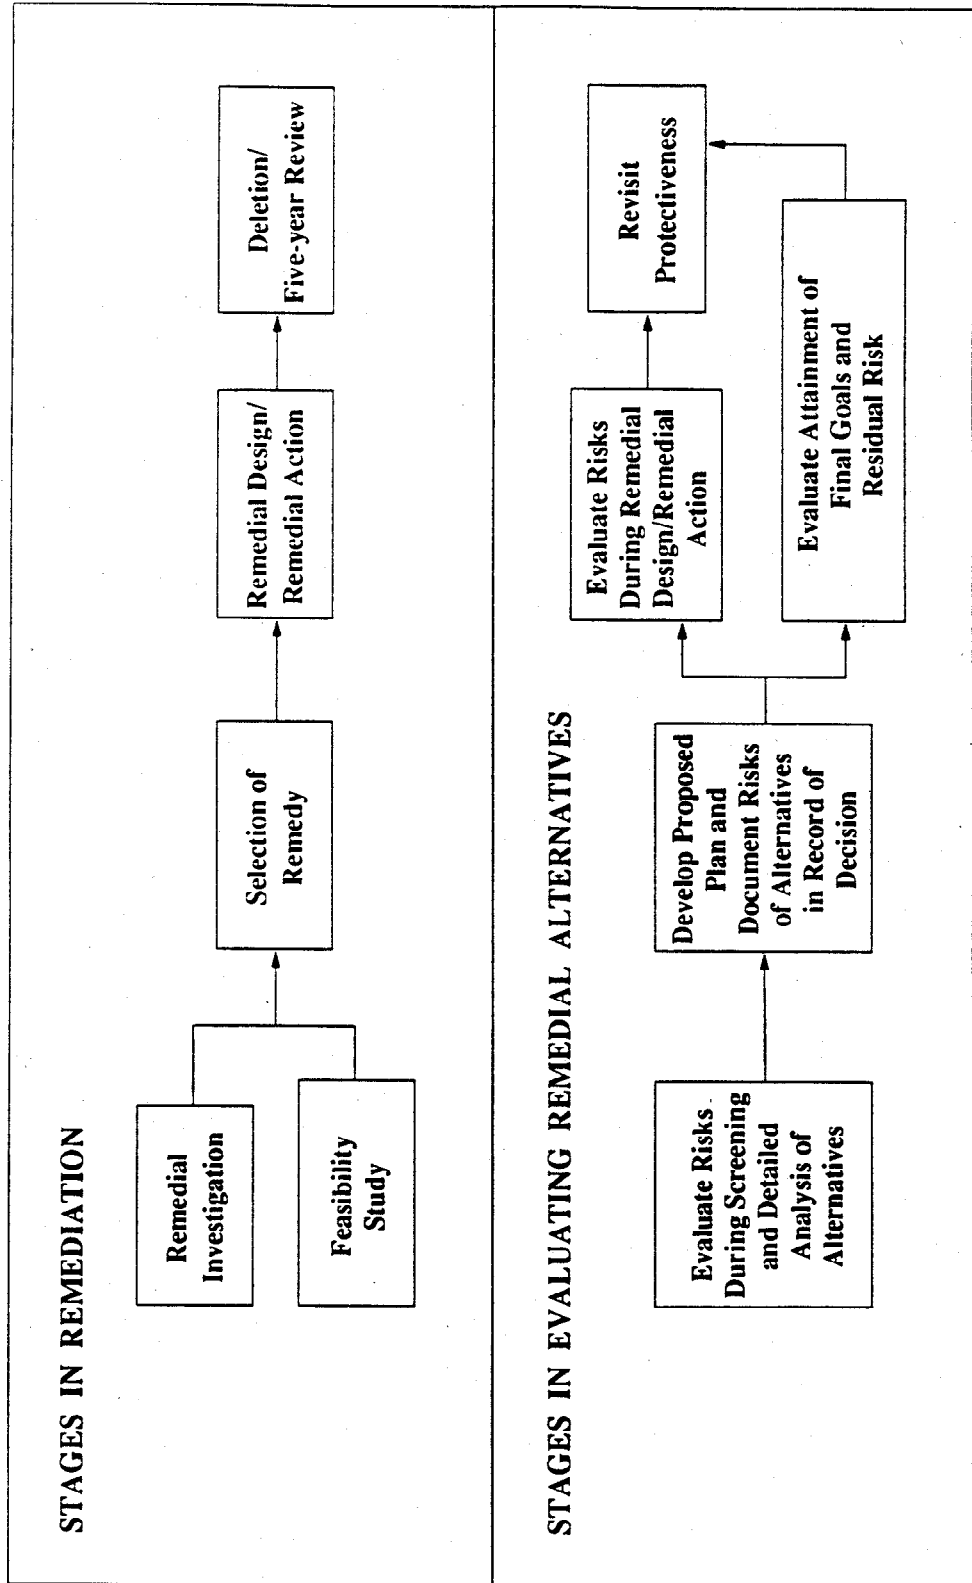 STAGES IN REMEDIATION
Remedial
Investigation
Feasibility
Study
Selection of
Remedy
Remedial Design/
Remedial Action
Deletion/
Five-year Review
STAGES IN EVALUATING REMEDIAL ALTERNATIVES
Evaluate Risks
During Screening
and Detailed
Analysis of
Alternatives
Develop Proposed
Plan and
Document Risks
of Alternatives
in Record of
Decision
Evaluate Risks
During Remedial
Design/Remedial
Action
Evaluate Attainment of
Final Goals and
Residual Risk
Revisit
Protectiveness